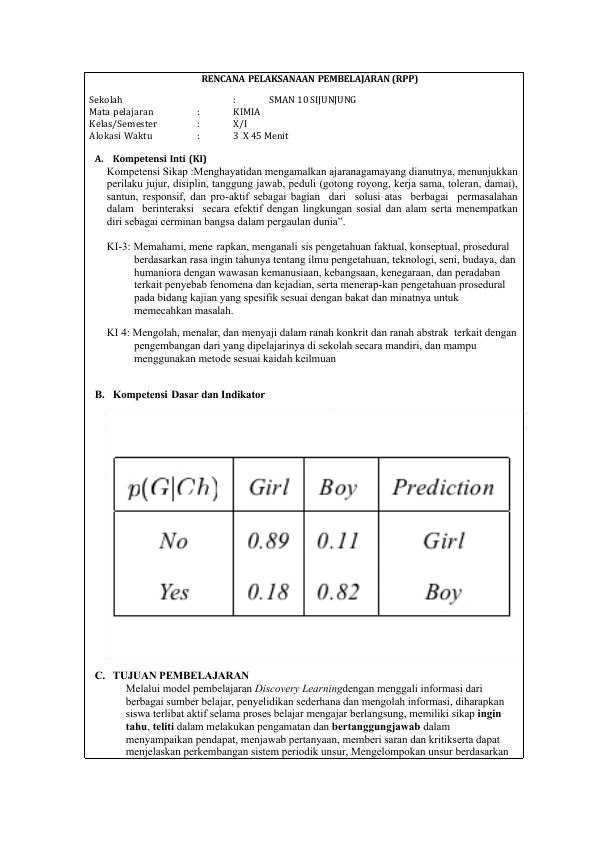 RENCANA PELAKSANAAN PEMBELAJARAN (RPP)
Sekolah : SMAN 10 SIJUNJUNG
Mata pelajaran : KIMIA
Kelas/Semester : X/I
Alokasi Waktu : 3 X 45 Menit
A. Kompetensi Inti (KI)
Kompetensi Sikap :Menghayatidan mengamalkan ajaranagamayang dianutnya, menunjukkan
perilaku jujur, disiplin, tanggung jawab, peduli (gotong royong, kerja sama, toleran, damai),
santun, responsif, dan pro-aktif sebagai bagian dari solusi atas berbagai permasalahan
dalam berinteraksi secara efektif dengan lingkungan sosial dan alam serta menempatkan
diri sebagai cerminan bangsa dalam pergaulan dunia”.
KI-3: Memahami, mene rapkan, menganali sis pengetahuan faktual, konseptual, prosedural
berdasarkan rasa ingin tahunya tentang ilmu pengetahuan, teknologi, seni, budaya, dan
humaniora dengan wawasan kemanusiaan, kebangsaan, kenegaraan, dan peradaban
terkait penyebab fenomena dan kejadian, serta menerap-kan pengetahuan prosedural
pada bidang kajian yang spesifik sesuai dengan bakat dan minatnya untuk
memecahkan masalah.
KI 4: Mengolah, menalar, dan menyaji dalam ranah konkrit dan ranah abstrak terkait dengan
pengembangan dari yang dipelajarinya di sekolah secara mandiri, dan mampu
menggunakan metode sesuai kaidah keilmuan
B. Kompetensi Dasar dan Indikator
p(G|Ch) Girl Boy Prediction
No 0.89 0.11 Girl
Yes 0.18 0.82 Boy
C. TUJUAN PEMBELAJARAN
Melalui model pembelajaran Discovery Learningdengan menggali informasi dari
berbagai sumber belajar, penyelidikan sederhana dan mengolah informasi, diharapkan
siswa terlibat aktif selama proses belajar mengajar berlangsung, memiliki sikap ingin
tahu, teliti dalam melakukan pengamatan dan bertanggungjawab dalam
menyampaikan pendapat, menjawab pertanyaan, memberi saran dan kritikserta dapat
menjelaskan perkembangan sistem periodik unsur, Mengelompokan unsur berdasarkan